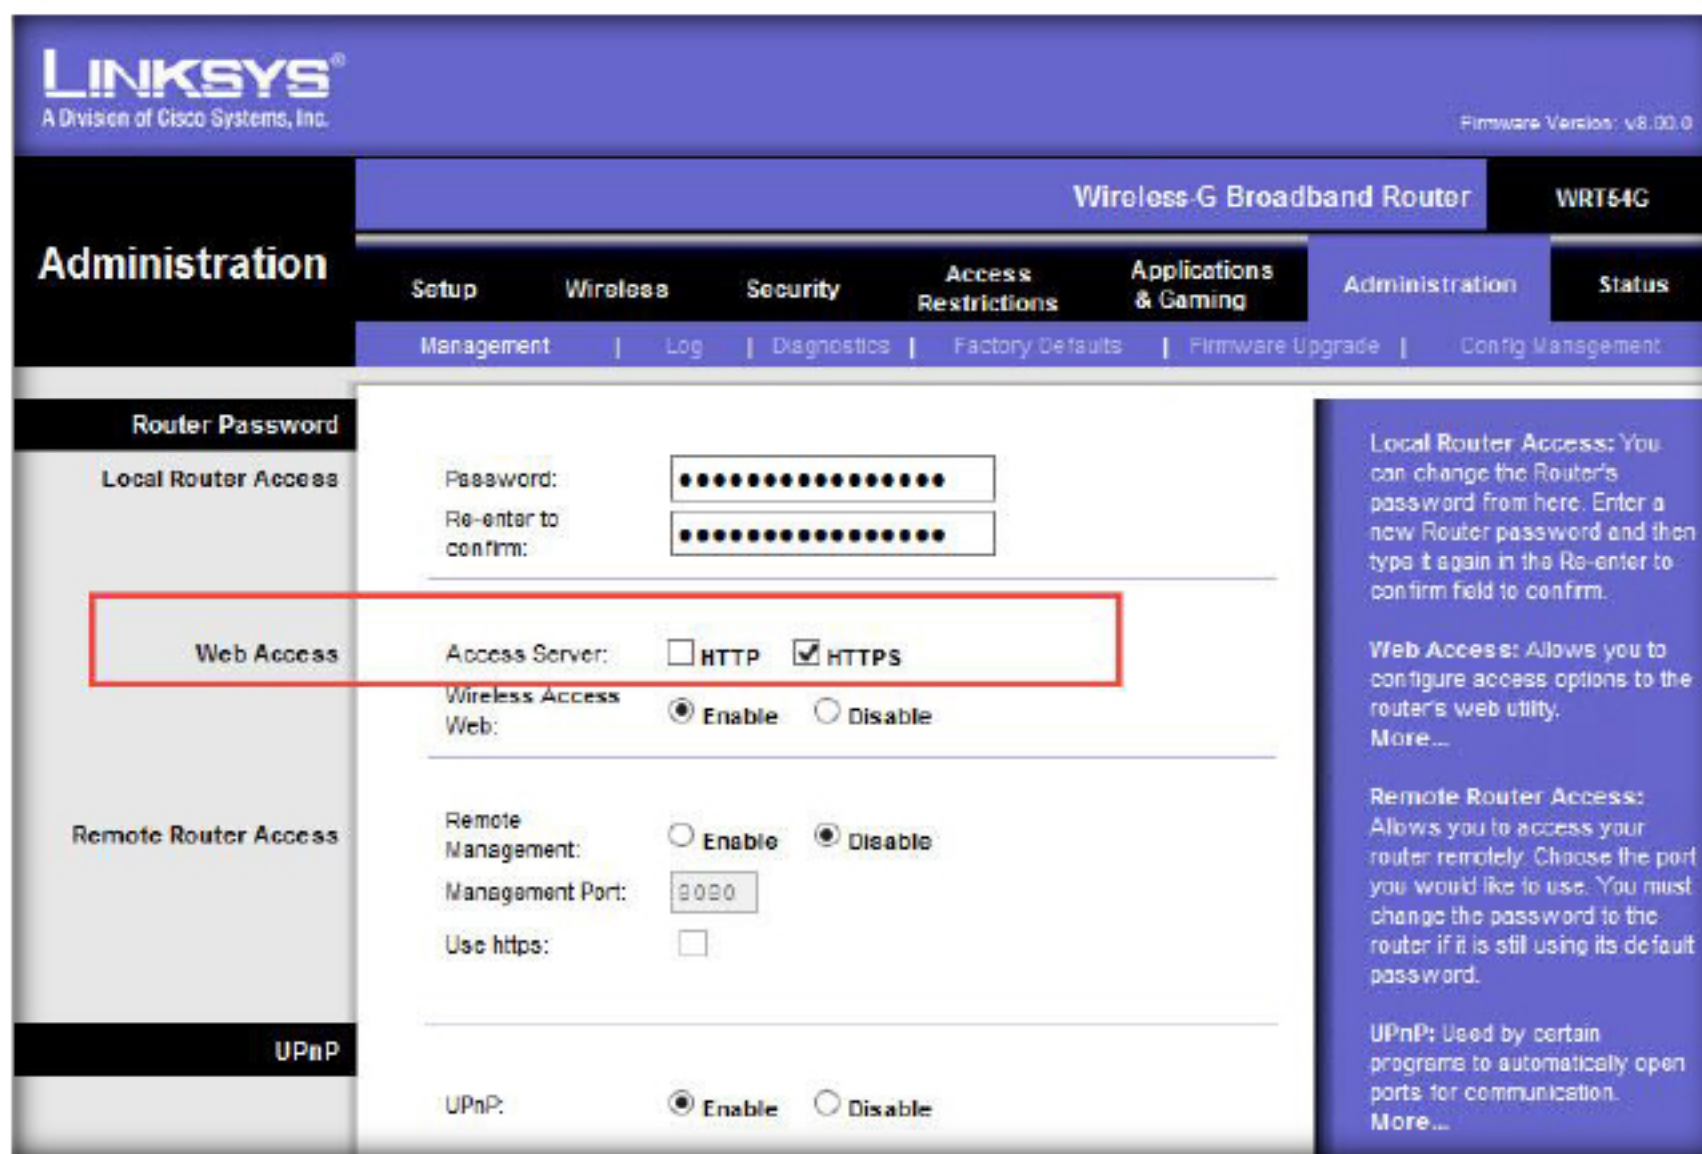 LINKSYS®
A Division of Cisco Systems, Inc.
Firmware Version: v8.00.0
Wireless-G Broadband Router
WRT54G
Administration
Setup
Wireless
Security
Access
Restrictions
Applications
& Gaming
Administration
Status
Management | Log | Diagnostics | Factory Defaults | Firmware Upgrade | Config Management
Router Password
Local Router Access
Password:
••••••••••••••••
Re-enter to
confirm:
••••••••••••••••
Web Access
Access Server:
HTTP
HTTPS
Wireless Access
Web:
Enable
Disable
Remote Router Access
Remote
Management:
Enable
Disable
Management Port:
8080
Use https:
UPnP
UPnP:
Enable
Disable
Local Router Access: You
can change the Router's
password from here. Enter a
new Router password and then
type it again in the Re-enter to
confirm field to confirm.
Web Access: Allows you to
configure access options to the
router's web utility.
More...
Remote Router Access:
Allows you to access your
router remotely. Choose the port
you would like to use. You must
change the password to the
router if it is still using its default
password.
UPnP: Used by certain
programs to automatically open
ports for communication.
More...